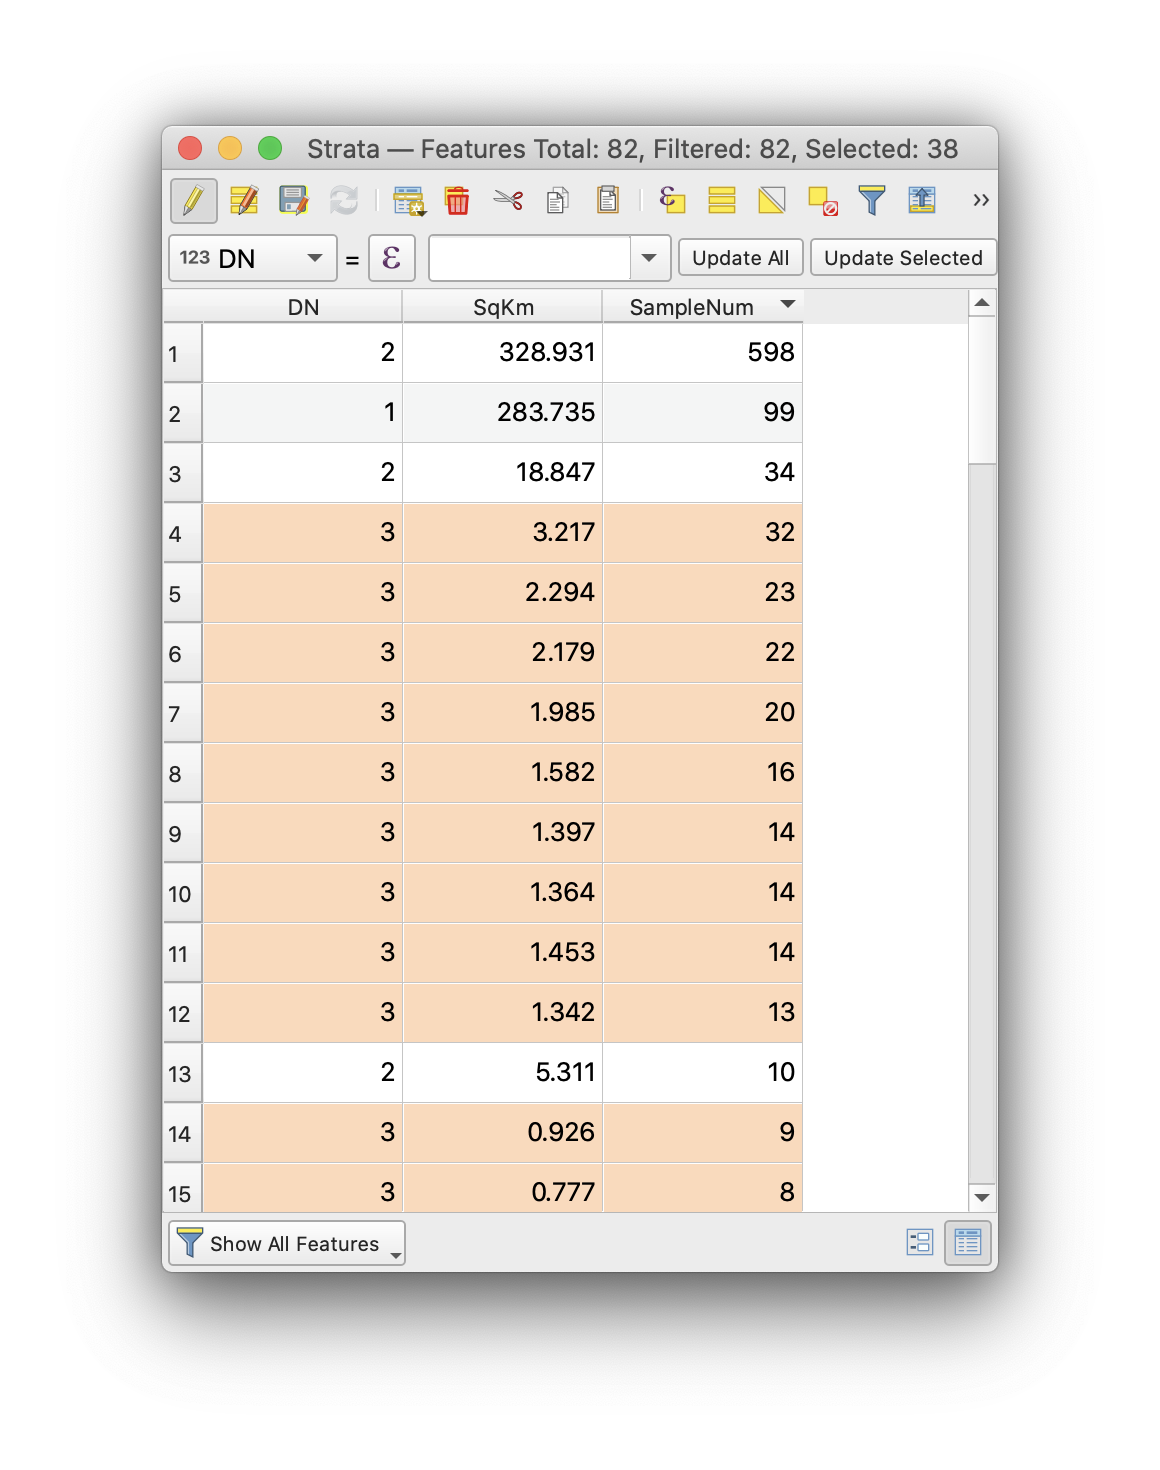 Strata — Features Total: 82, Filtered: 82, Selected: 38
ε »
123 DN = ε Update All Update Selected
DN SqKm SampleNum
1 2 328.931 598
2 1 283.735 99
3 2 18.847 34
4 3 3.217 32
5 3 2.294 23
6 3 2.179 22
7 3 1.985 20
8 3 1.582 16
9 3 1.397 14
10 3 1.364 14
11 3 1.453 14
12 3 1.342 13
13 2 5.311 10
14 3 0.926 9
15 3 0.777 8
Show All Features